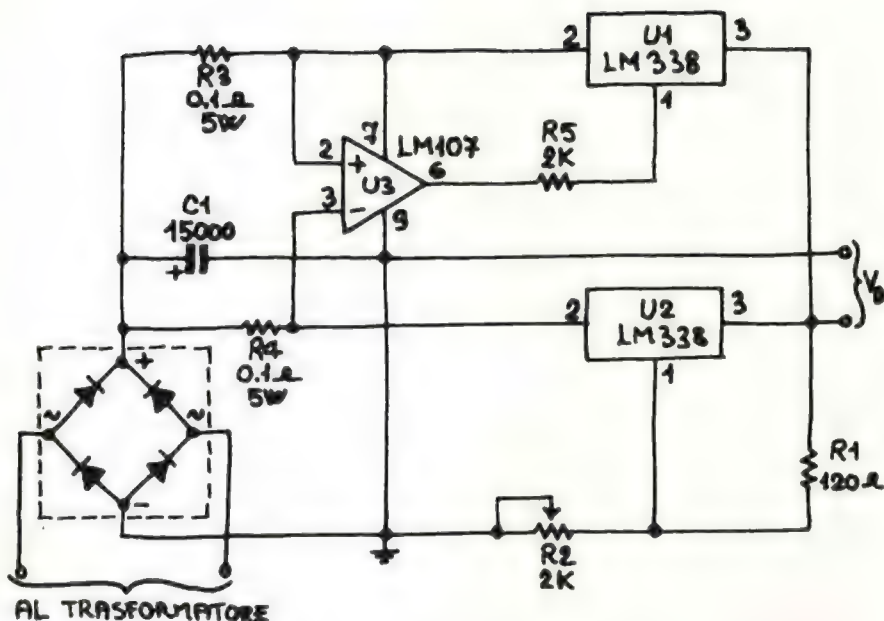 2
U1
LM338
3
1
R3
0.1Ω
5W
7
LM107
2
+
U3
6
3
-
9
R5
2K
C1
15000
+
V0
2
U2
LM338
3
1
R4
0.1Ω
5W
+
~
~
-
R1
120Ω
R2
2K
AL TRASFORMATORE